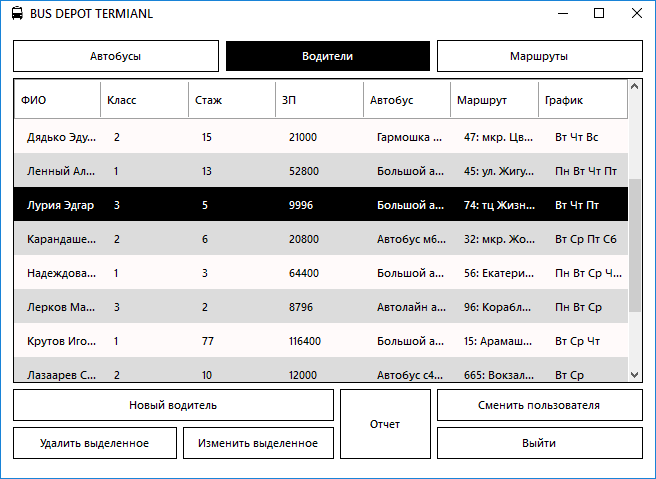 BUS DEPOT TERMIANL
Автобусы Водители Маршруты
ФИО Класс Стаж ЗП Автобус Маршрут График
Дядько Эду... 2 15 21000 Гармошка ... 47: мкр. Цв... Вт Чт Вс
Ленный Ал... 1 13 52800 Большой а... 45: ул. Жигу... Пн Вт Чт Пт
Лурия Эдгар 3 5 9996 Большой а... 74: тц Жизн... Вт Чт Пт
Карандаше... 2 6 20800 Автобус м6... 32: мкр. Жо... Вт Ср Пт Сб
Надеждова... 1 3 64400 Большой а... 56: Екатери... Пн Вт Ср Ч...
Лерков Ма... 3 2 8796 Автолайн а... 96: Корабл... Пн Вт Ср
Крутов Иго... 1 77 116400 Большой а... 15: Арамаш... Вт Ср Чт
Лазаарев С... 2 10 12000 Автобус с4... 665: Вокзал... Вт Ср
Новый водитель Отчет Сменить пользователя
Удалить выделенное Изменить выделенное Выйти